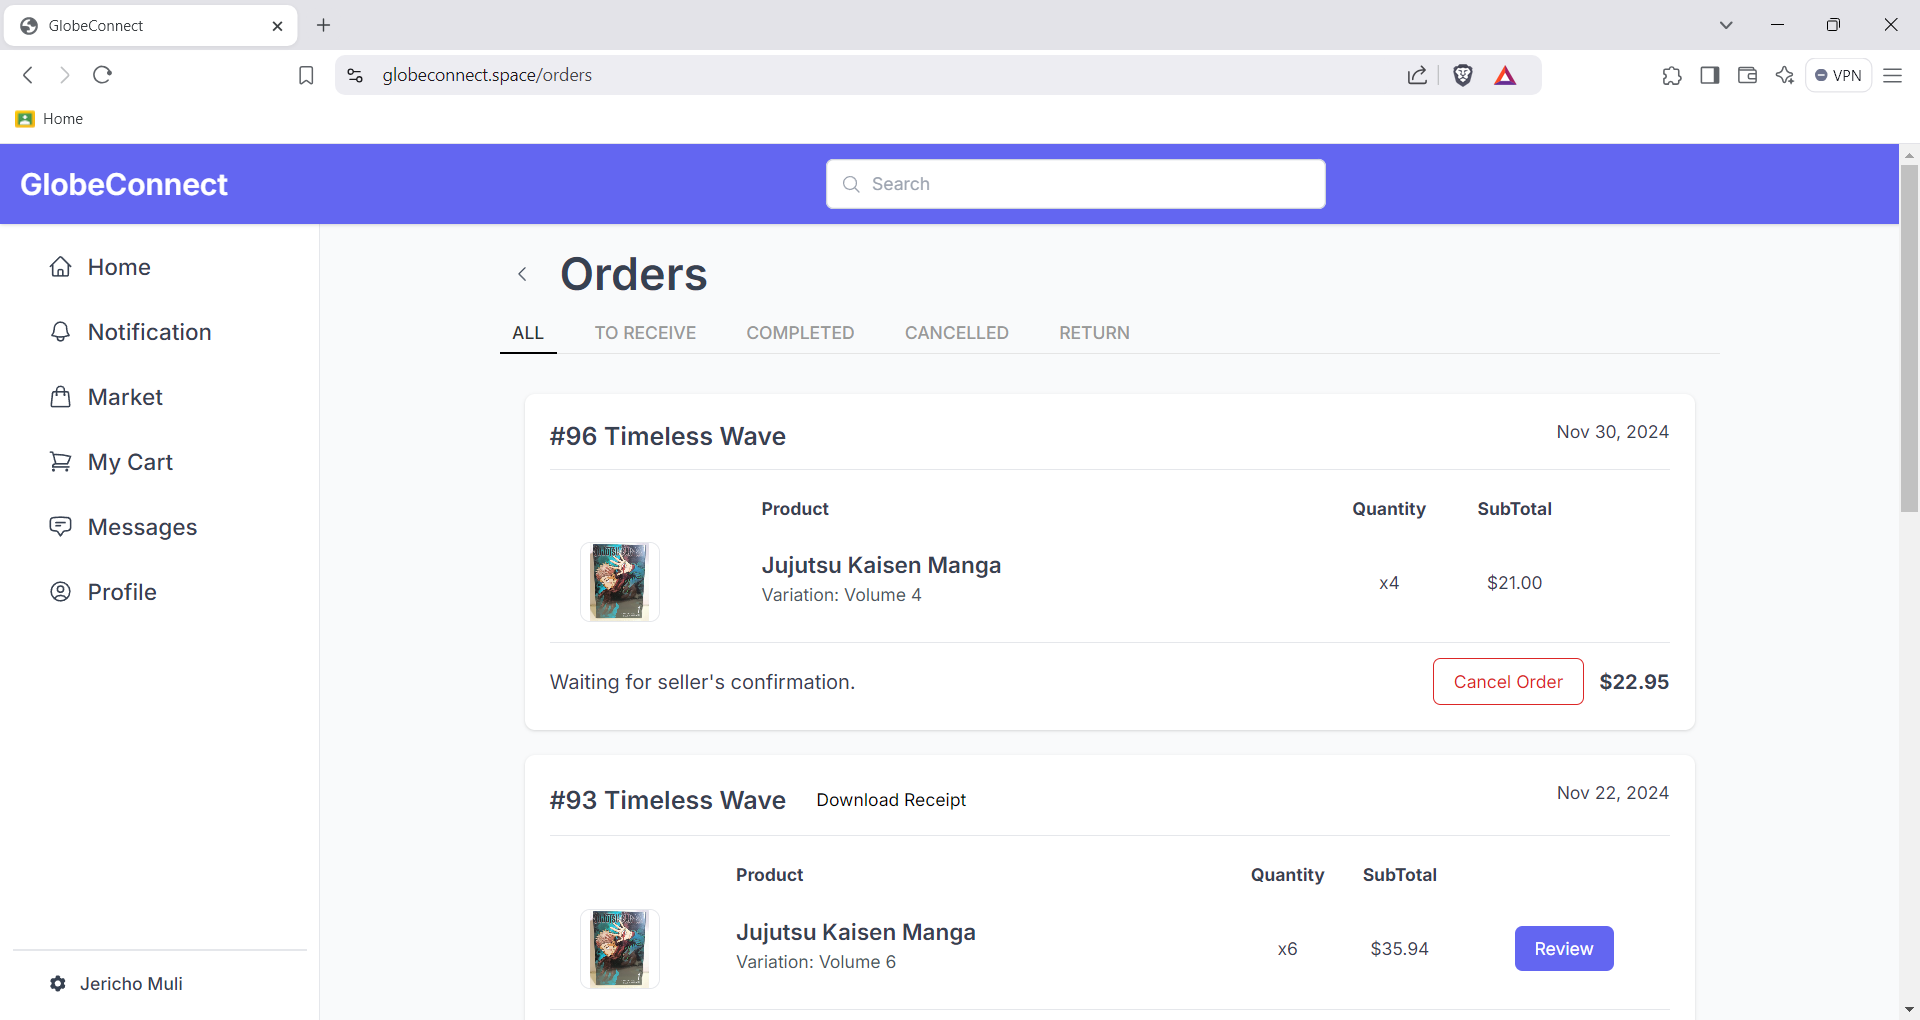 GlobeConnect
globeconnect.space/orders
VPN
Home
GlobeConnect
Search
Home
Notification
Market
My Cart
Messages
Profile
Jericho Muli
Orders
ALL
TO RECEIVE
COMPLETED
CANCELLED
RETURN
#96 Timeless Wave
Nov 30, 2024
Product
Quantity
SubTotal
Jujutsu Kaisen Manga
Variation: Volume 4
x4
$21.00
Waiting for seller's confirmation.
Cancel Order
$22.95
#93 Timeless Wave
Download Receipt
Nov 22, 2024
Product
Quantity
SubTotal
Jujutsu Kaisen Manga
Variation: Volume 6
x6
$35.94
Review